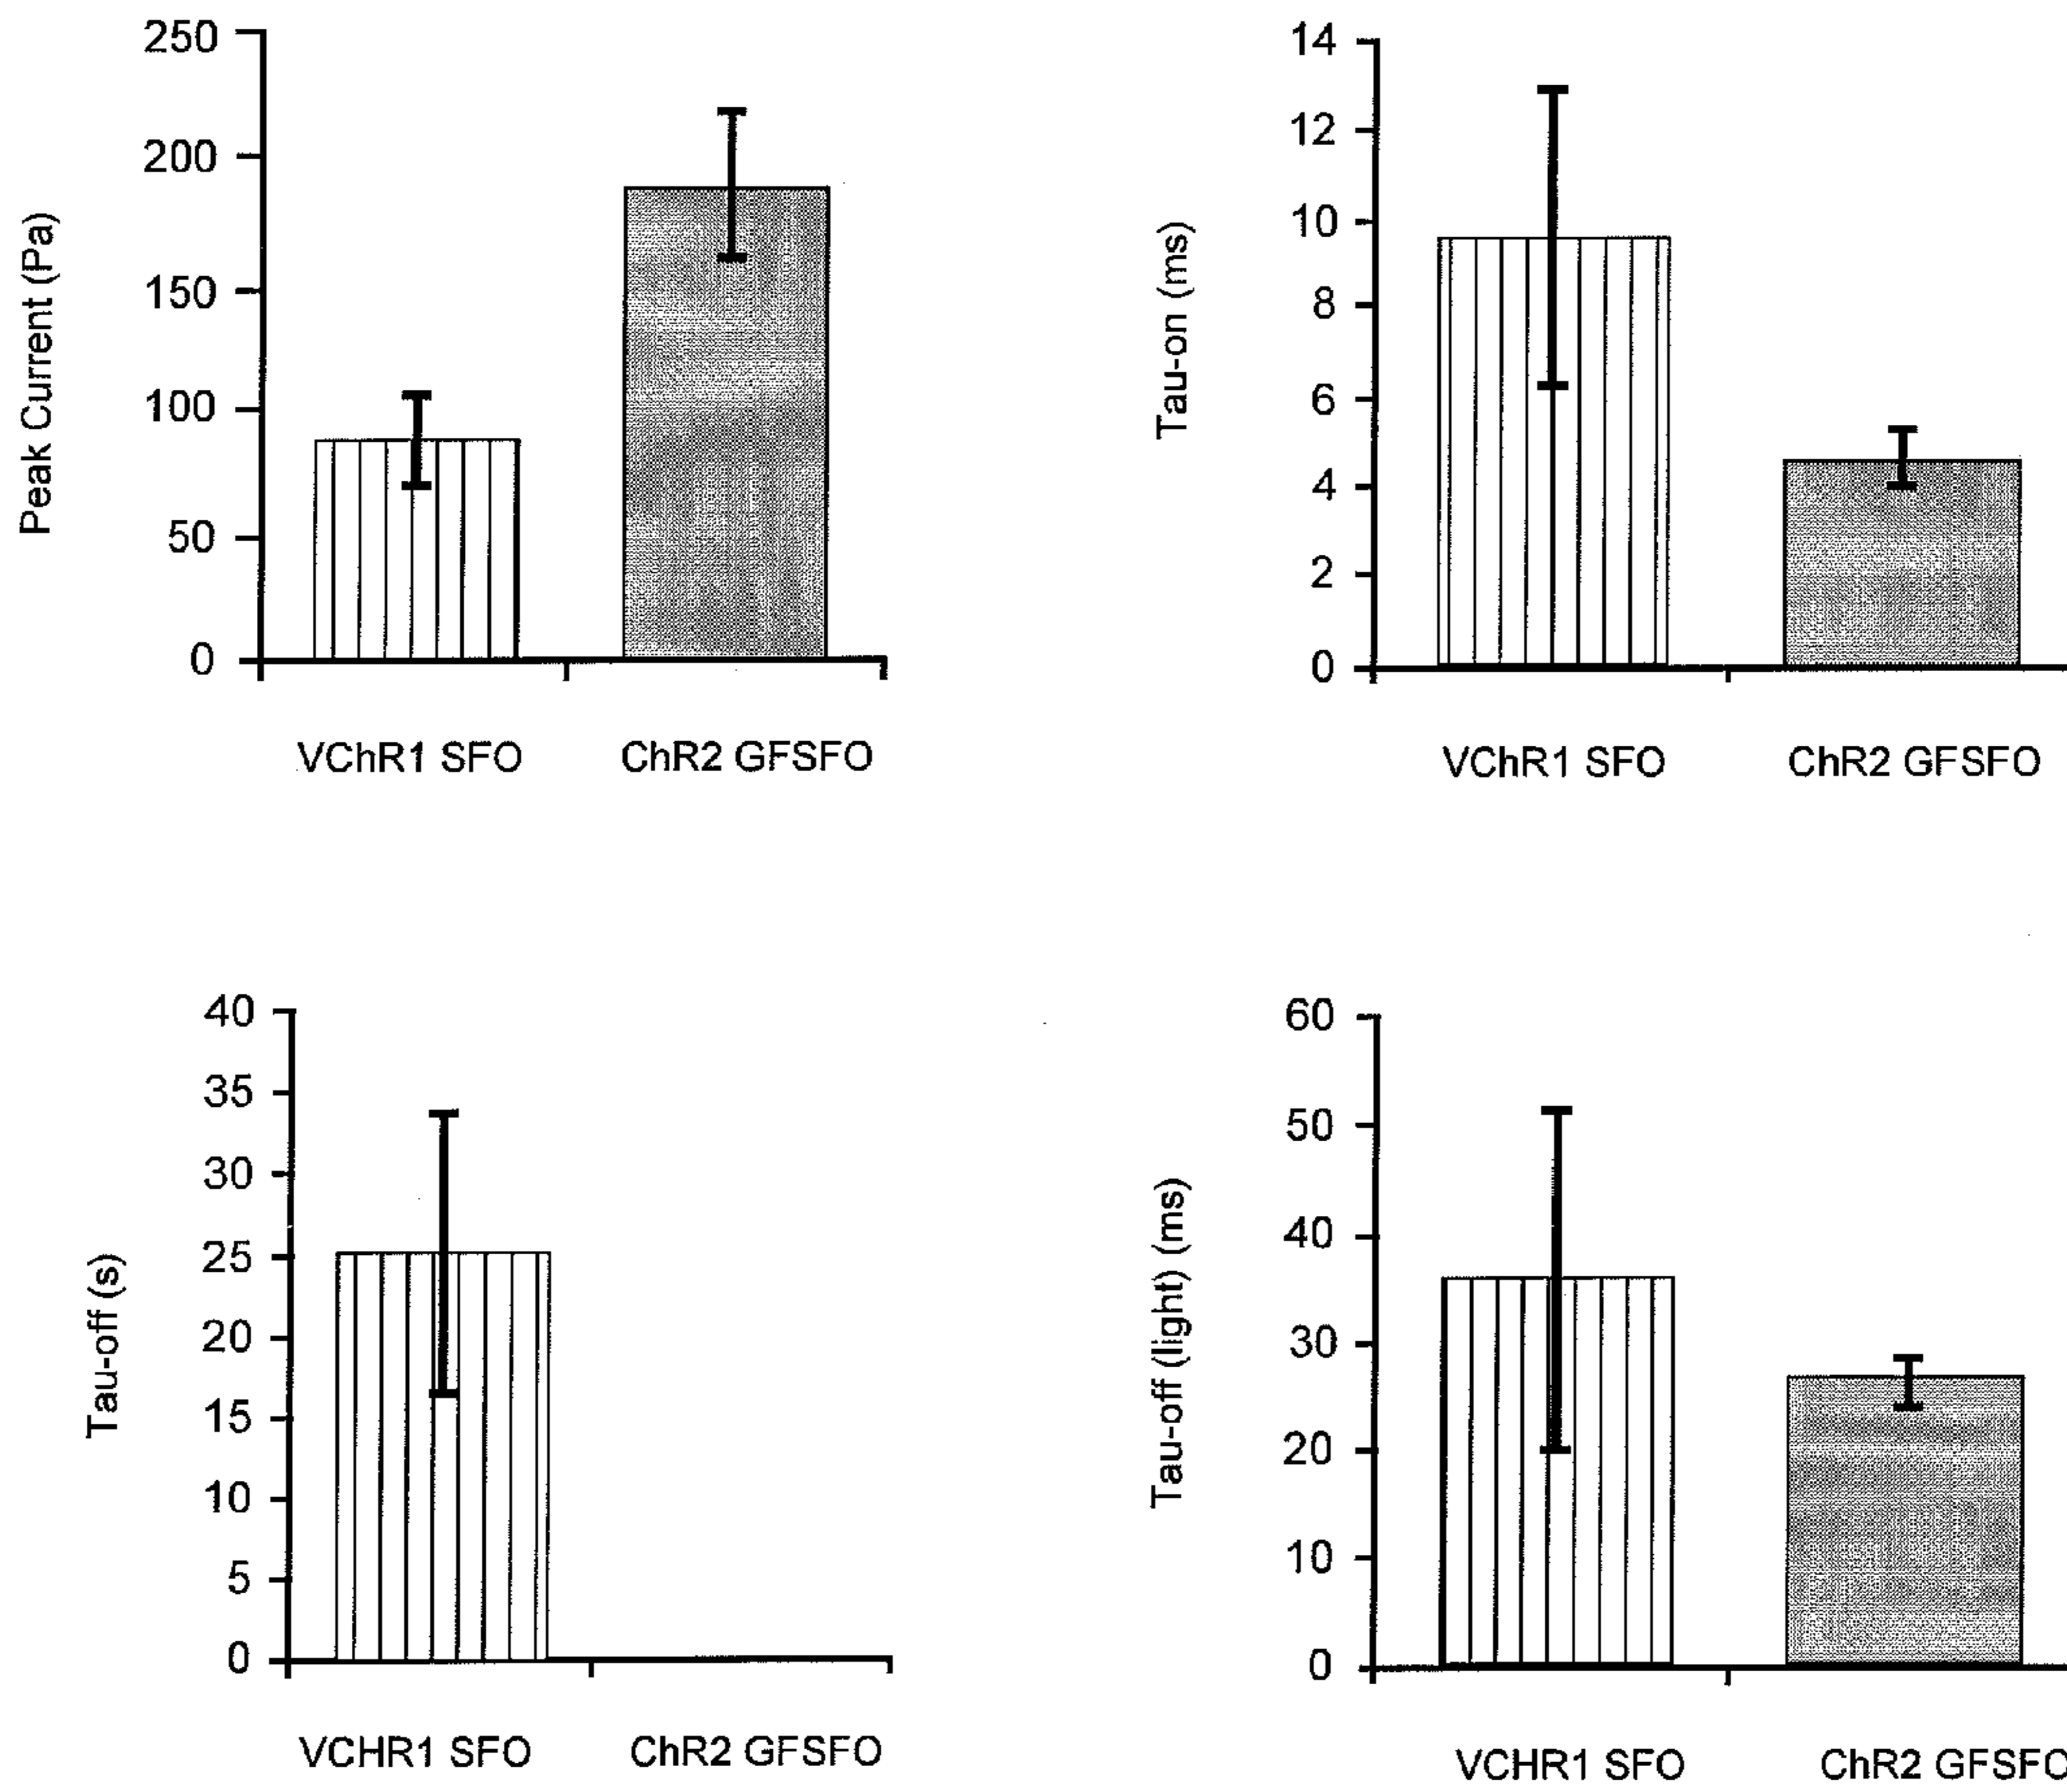 Peak Current (Pa)
250
200
150
100
50
0
VChR1 SFO
ChR2 GFSFO
Tau-on (ms)
14
12
10
8
6
4
2
0
VChR1 SFO
ChR2 GFSFO
Tau-off (s)
40
35
30
25
20
15
10
5
0
VCHR1 SFO
ChR2 GFSFO
Tau-off (light) (ms)
60
50
40
30
20
10
0
VCHR1 SFO
ChR2 GFSFO